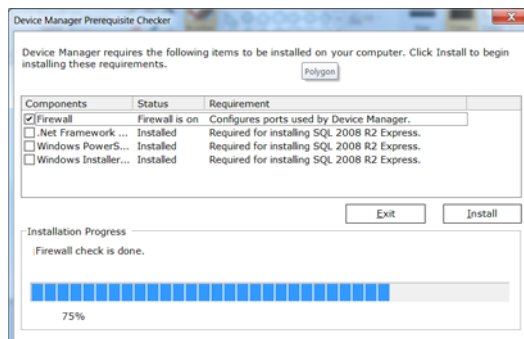 Device Manager Prerequisite Checker
Device Manager requires the following items to be installed on your computer. Click Install to begin
installing these requirements.
Polygon
Components Status Requirement
Firewall Firewall is on Configures ports used by Device Manager.
.Net Framework ... Installed Required for installing SQL 2008 R2 Express.
Windows PowerS... Installed Required for installing SQL 2008 R2 Express.
Windows Installer... Installed Required for installing SQL 2008 R2 Express.
Exit Install
Installation Progress
Firewall check is done.
75%